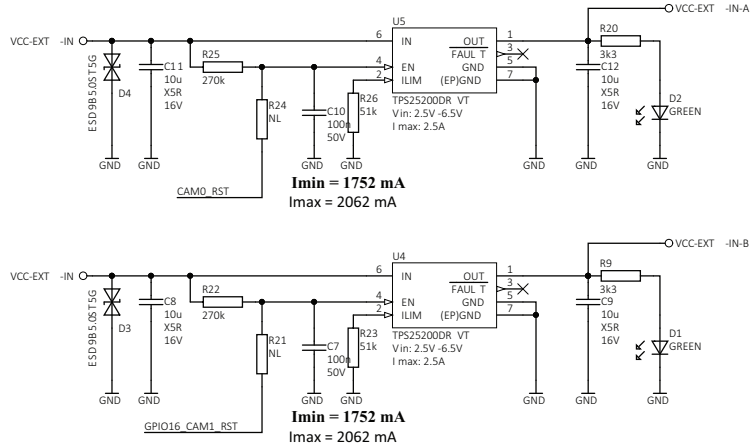 VCC-EXT -IN-A
U5
VCC-EXT -IN
6 IN OUT 1
R20
3k3
R25
270k
FAUL T 3
4 EN GND 5
2 ILIM (EP)GND 7
ESD9B5.0ST5G
D4
C11
10u
X5R
16V
R24
NL
C10
100n
50V
R26
51k
TPS25200DR VT
Vin: 2.5V -6.5V
I max: 2.5A
C12
10u
X5R
16V
D2
GREEN
GND GND GND GND GND GND GND
CAM0_RST
Imin = 1752 mA
Imax = 2062 mA
VCC-EXT -IN-B
U4
VCC-EXT -IN
6 IN OUT 1
R9
3k3
R22
270k
FAUL T 3
4 EN GND 5
2 ILIM (EP)GND 7
ESD9B5.0ST5G
D3
C8
10u
X5R
16V
R21
NL
C7
100n
50V
R23
51k
TPS25200DR VT
Vin: 2.5V -6.5V
I max: 2.5A
C9
10u
X5R
16V
D1
GREEN
GND GND GND GND GND GND GND
GPIO16_CAM1_RST
Imin = 1752 mA
Imax = 2062 mA